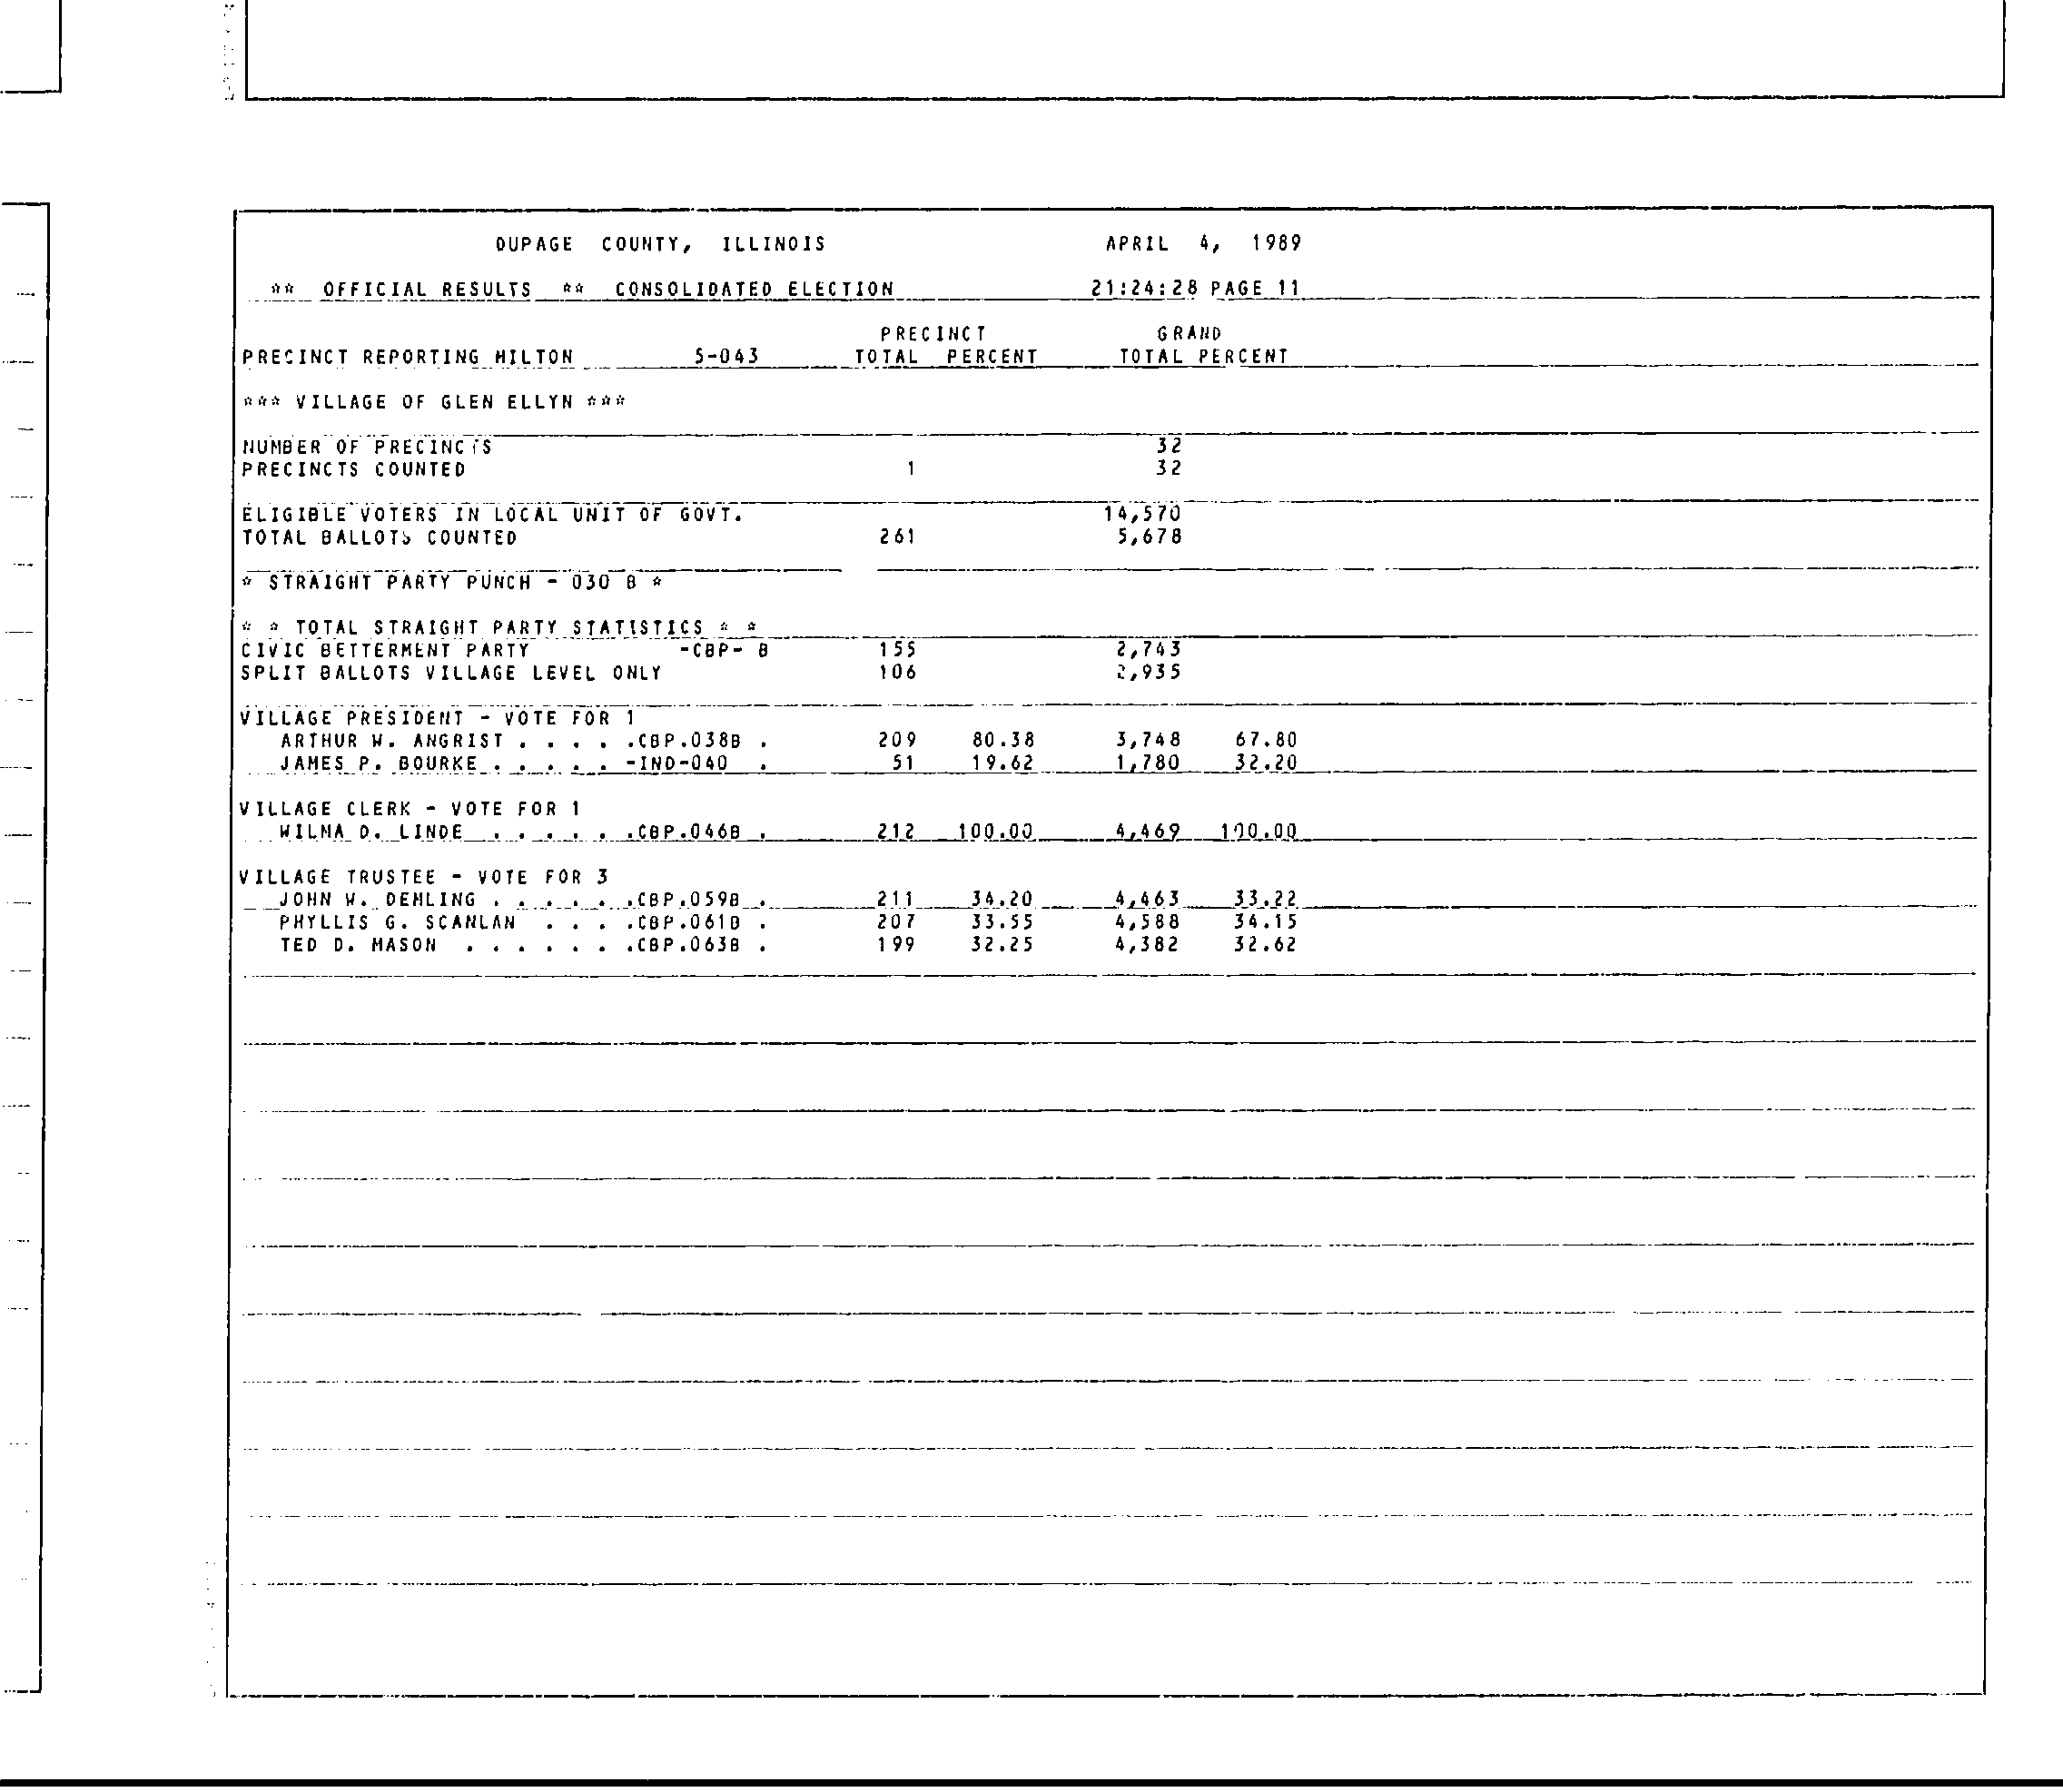 DUPAGE COUNTY, ILLINOIS APRIL 4, 1989
** OFFICIAL RESULTS ** CONSOLIDATED ELECTION 21:24:28 PAGE 11
PRECINCT GRAND
PRECINCT REPORTING MILTON 5-043 TOTAL PERCENT TOTAL PERCENT
*** VILLAGE OF GLEN ELLYN ***
NUMBER OF PRECINCTS 32
PRECINCTS COUNTED 1 32
ELIGIBLE VOTERS IN LOCAL UNIT OF GOVT. 14,570
TOTAL BALLOTS COUNTED 261 5,678
* STRAIGHT PARTY PUNCH - 030 B *
* * TOTAL STRAIGHT PARTY STATISTICS * *
CIVIC BETTERMENT PARTY -CBP- B 155 2,743
SPLIT BALLOTS VILLAGE LEVEL ONLY 106 2,935
VILLAGE PRESIDENT - VOTE FOR 1
ARTHUR W. ANGRIST . . . . .CBP.038B . 209 80.38 3,748 67.80
JAMES P. BOURKE . . . . . -IND-040 . 51 19.62 1,780 32.20
VILLAGE CLERK - VOTE FOR 1
WILMA D. LINDE . . . . . .CBP.046B . 212 100.00 4,469 100.00
VILLAGE TRUSTEE - VOTE FOR 3
JOHN W. DEMLING . . . . . .CBP.059B . 211 34.20 4,463 33.22
PHYLLIS G. SCANLAN . . . .CBP.061B . 207 33.55 4,588 34.15
TED D. MASON . . . . . . .CBP.063B . 199 32.25 4,382 32.62